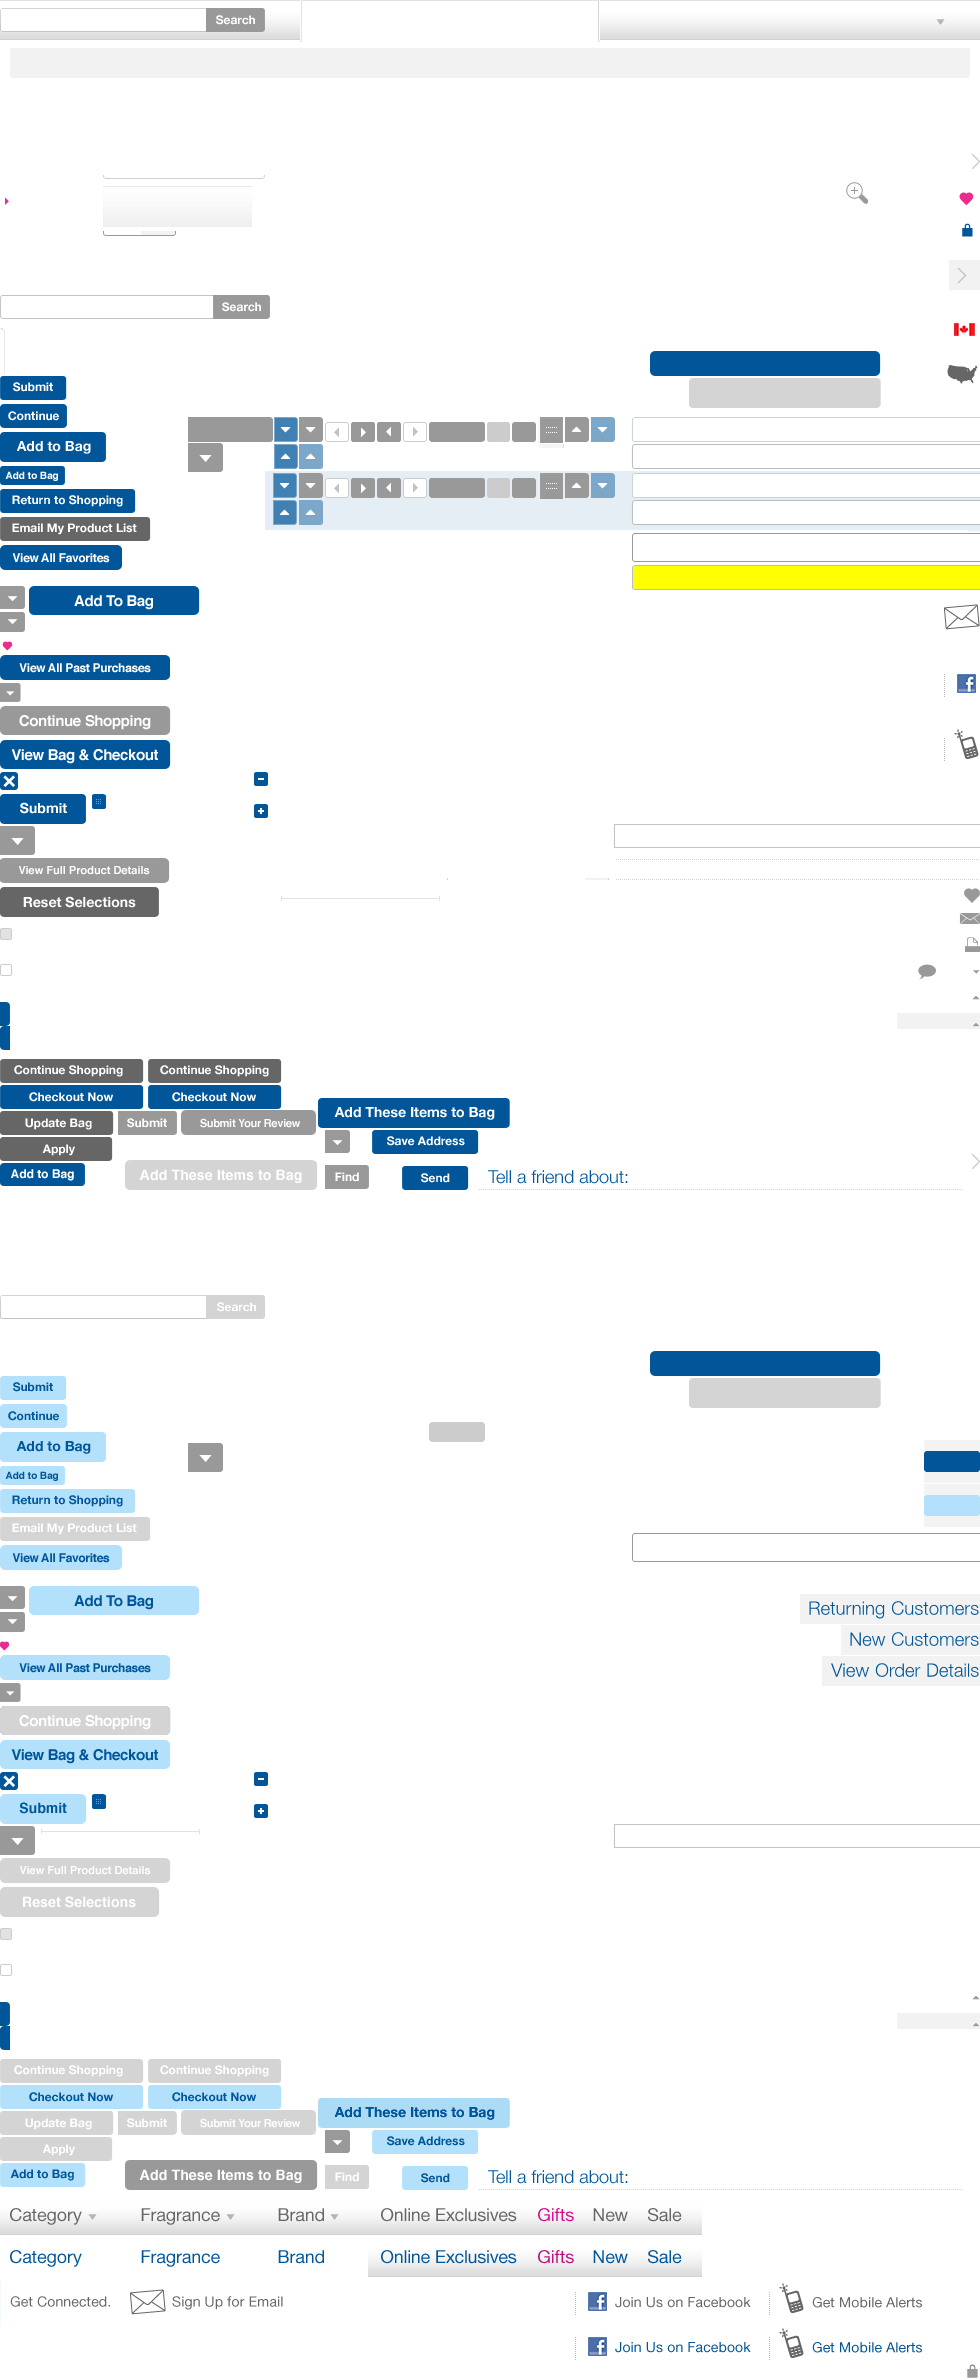 Search
Search
Submit
Continue
Add to Bag
Add to Bag
Return to Shopping
Email My Product List
View All Favorites
Add To Bag
View All Past Purchases
Continue Shopping
View Bag & Checkout
Submit
View Full Product Details
Reset Selections
Continue Shopping Continue Shopping
Checkout Now Checkout Now
Add These Items to Bag
Update Bag Submit Submit Your Review
Save Address
Apply
Add to Bag Add These Items to Bag Find Send Tell a friend about:
Search
Submit
Continue
Add to Bag
Add to Bag
Return to Shopping
Email My Product List
View All Favorites
Add To Bag
Returning Customers
New Customers
View All Past Purchases View Order Details
Continue Shopping
View Bag & Checkout
Submit
View Full Product Details
Reset Selections
Continue Shopping Continue Shopping
Checkout Now Checkout Now
Add These Items to Bag
Update Bag Submit Submit Your Review
Save Address
Apply
Add to Bag Add These Items to Bag Find Send Tell a friend about:
Category Fragrance Brand Online Exclusives Gifts New Sale
Category Fragrance Brand Online Exclusives Gifts New Sale
Get Connected. Sign Up for Email Join Us on Facebook Get Mobile Alerts
Join Us on Facebook Get Mobile Alerts